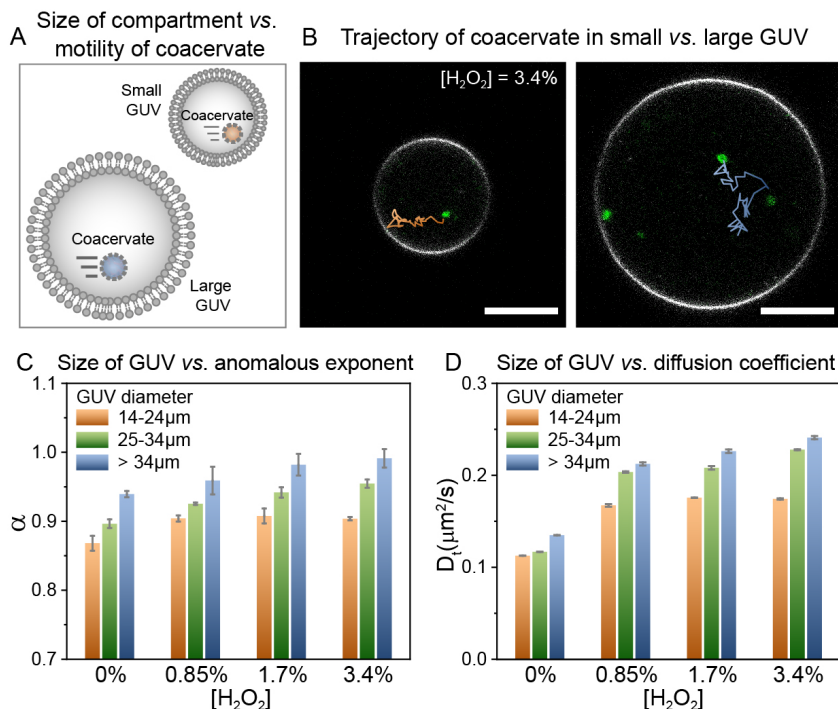 A
Size of compartment vs.
motility of coacervate
Small
GUV
Coacervate
Coacervate
Large
GUV
B
Trajectory of coacervate in small vs. large GUV
[H₂O₂] = 3.4%
C
Size of GUV vs. anomalous exponent
1.1
1.0
0.9
0.8
0.7
α
GUV diameter
14-24μm
25-34μm
> 34μm
0%
0.85%
1.7%
3.4%
[H₂O₂]
D
Size of GUV vs. diffusion coefficient
0.3
0.2
0.1
0.0
Dₜ(μm²/s)
GUV diameter
14-24μm
25-34μm
> 34μm
0%
0.85%
1.7%
3.4%
[H₂O₂]